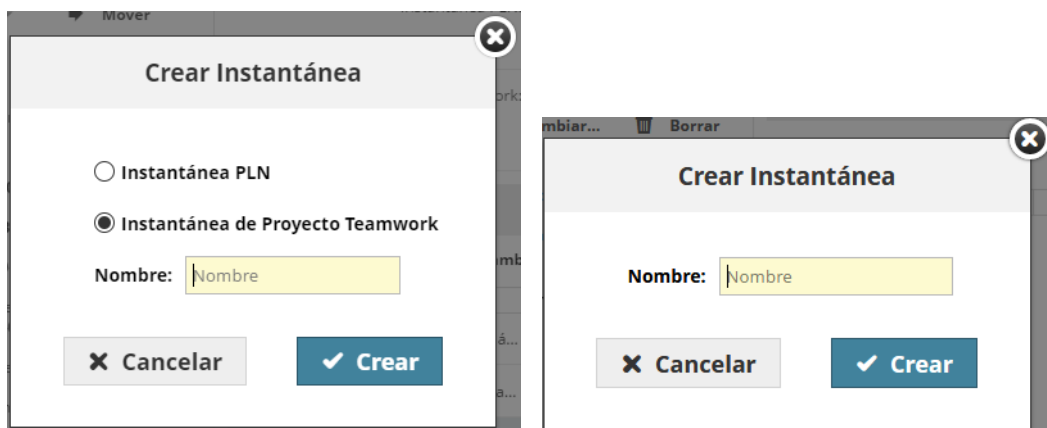 Mover
Crear Instantánea
Instantánea PLN
Instantánea de Proyecto Teamwork
Nombre: Nombre
Cancelar
Crear
mbiar... Borrar
Crear Instantánea
Nombre: Nombre
Cancelar
Crear